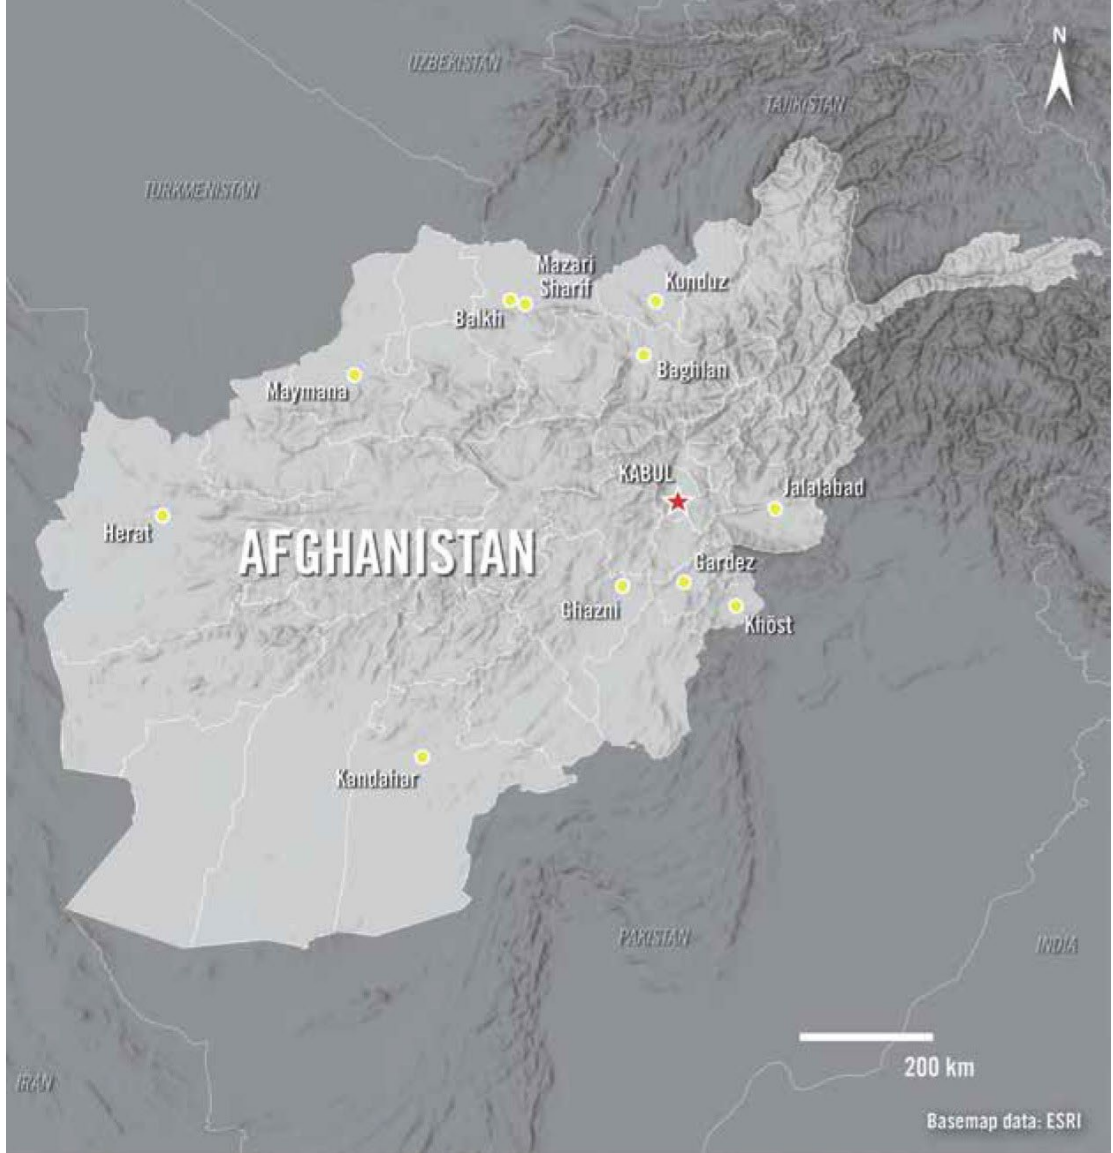 N
UZBEKISTAN
TAJIKISTAN
TURKMENISTAN
Mazari
Sharif
Balkh
Kunduz
Baghlan
Maymana
KABUL
Jalalabad
Herat
AFGHANISTAN
Gardez
Ghazni
Khōst
Kandahar
PAKISTAN
INDIA
200 km
IRAN
Basemap data: ESRI